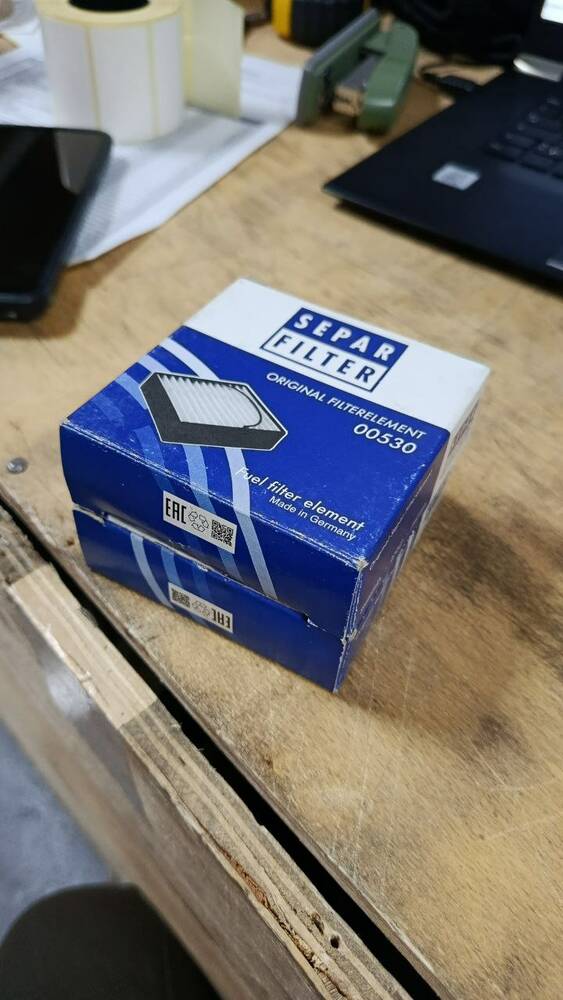 SEPAR
FILTER
ORIGINAL FILTERELEMENT
00530
Fuel filter element
Made in Germany
EAC
EAC